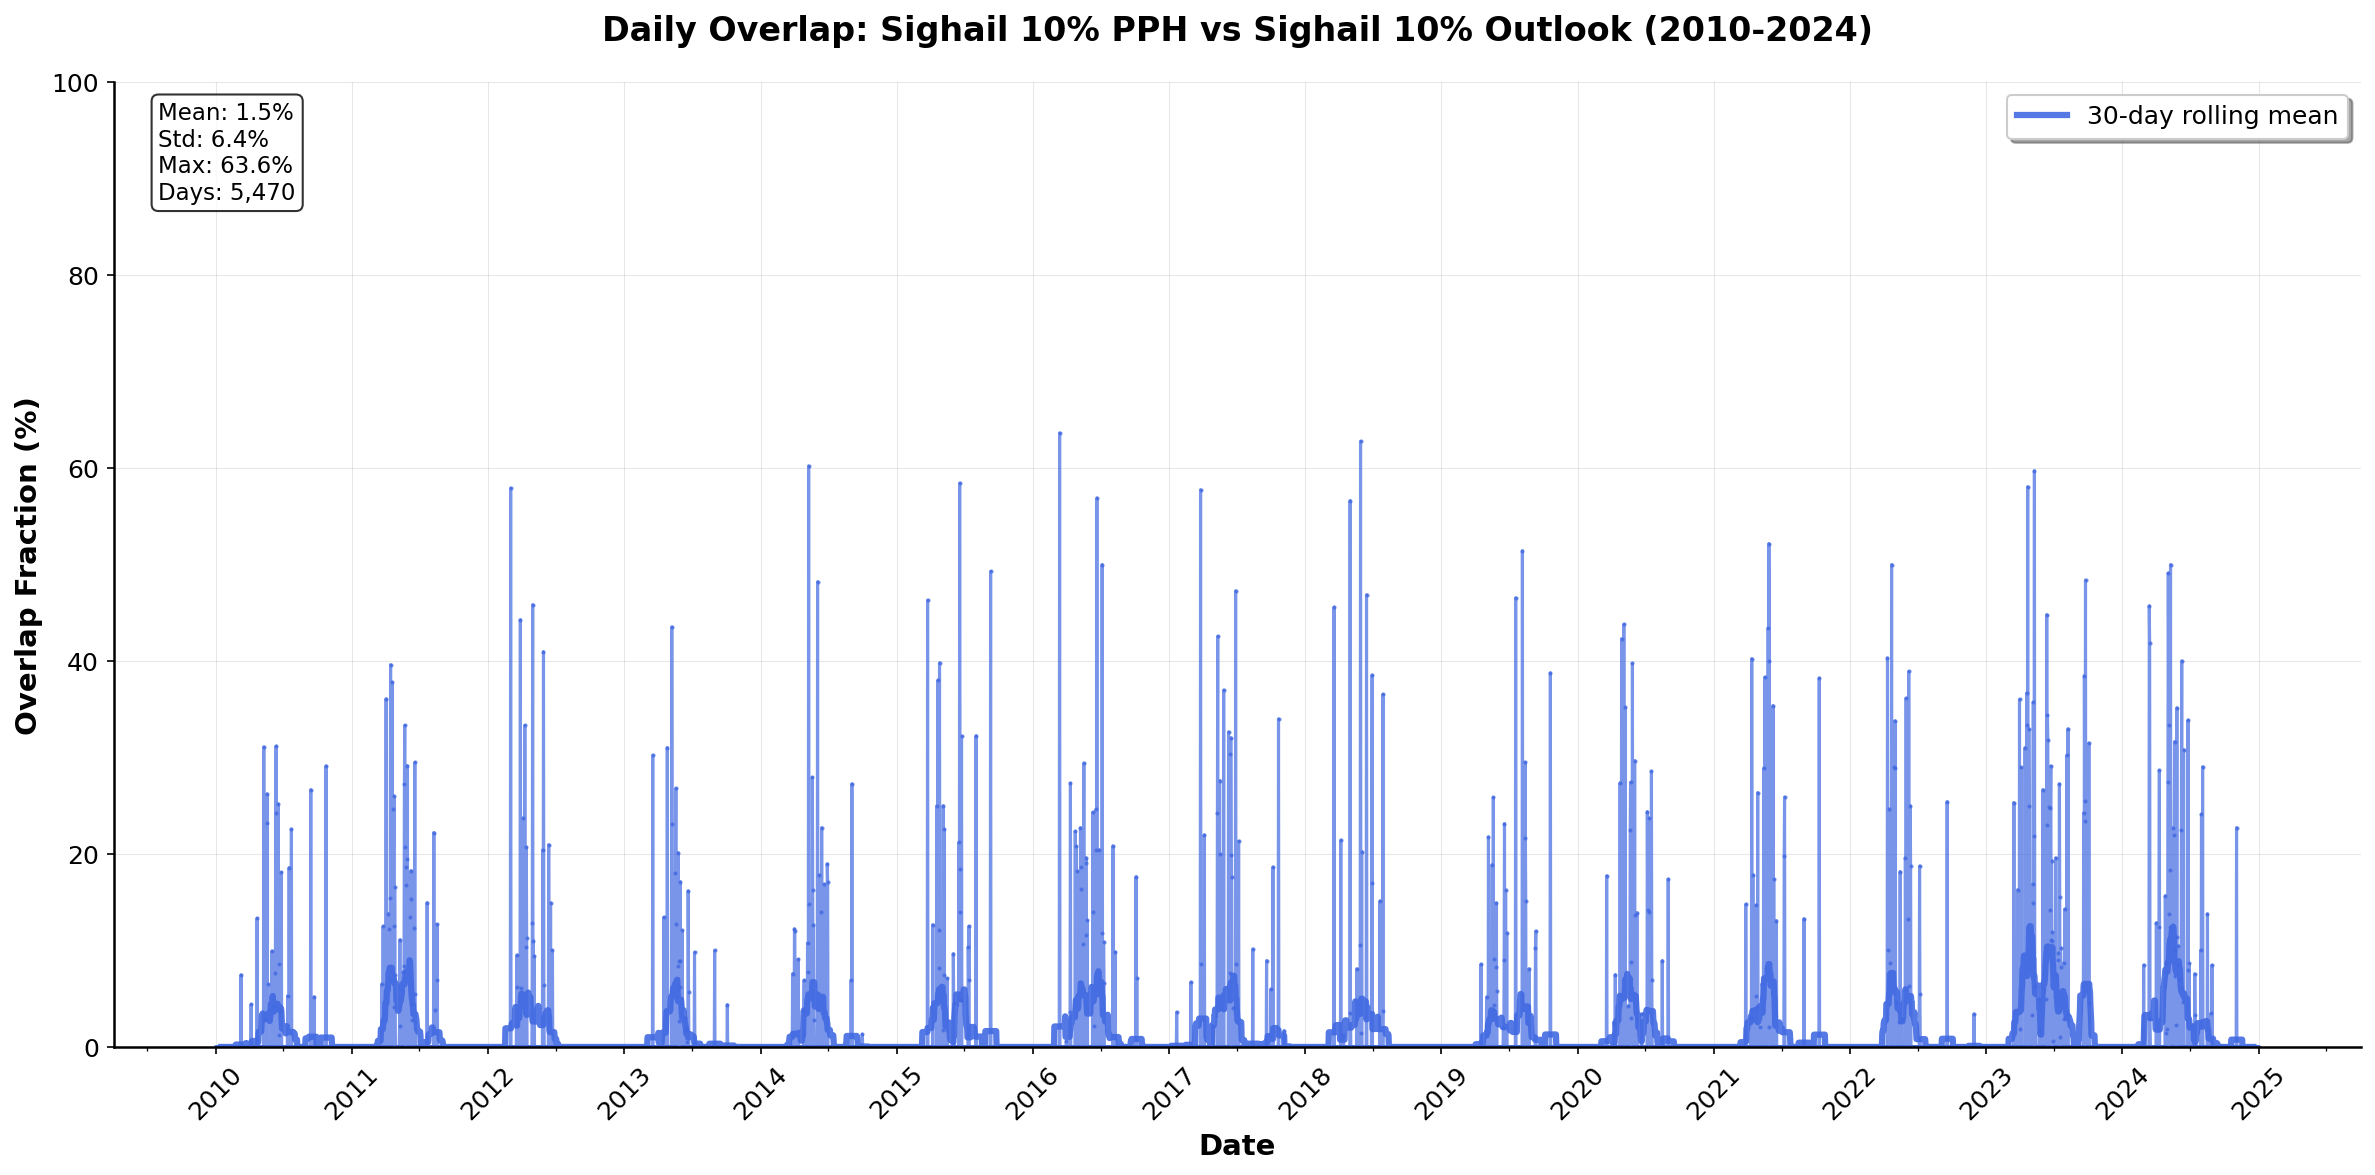 Daily Overlap: Sighail 10% PPH vs Sighail 10% Outlook (2010-2024)
100
80
60
40
20
0
Overlap Fraction (%)
Mean: 1.5%
Std: 6.4%
Max: 63.6%
Days: 5,470
30-day rolling mean
2010
2011
2012
2013
2014
2015
2016
2017
2018
2019
2020
2021
2022
2023
2024
2025
Date